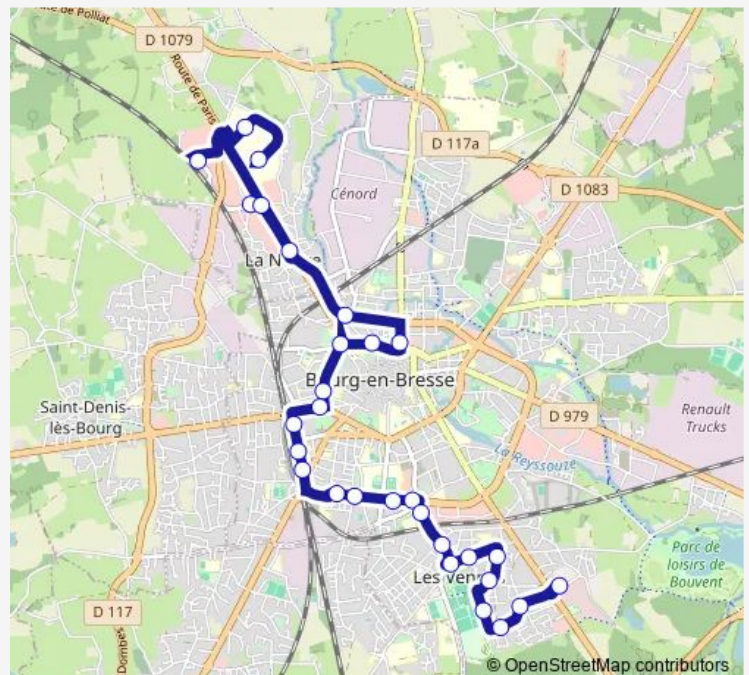 te de Polliat
D 1079
Route de Paris
D 117a
D 1083
Cénord
La N
Bourg-en-Bresse
Saint-Denis-
lès-Bourg
D 979
Renault
Trucks
La Reyssouze
Les Ven
Parc de
loisirs de
Bouvent
D 117
Dombes
© OpenStreetMap contributors